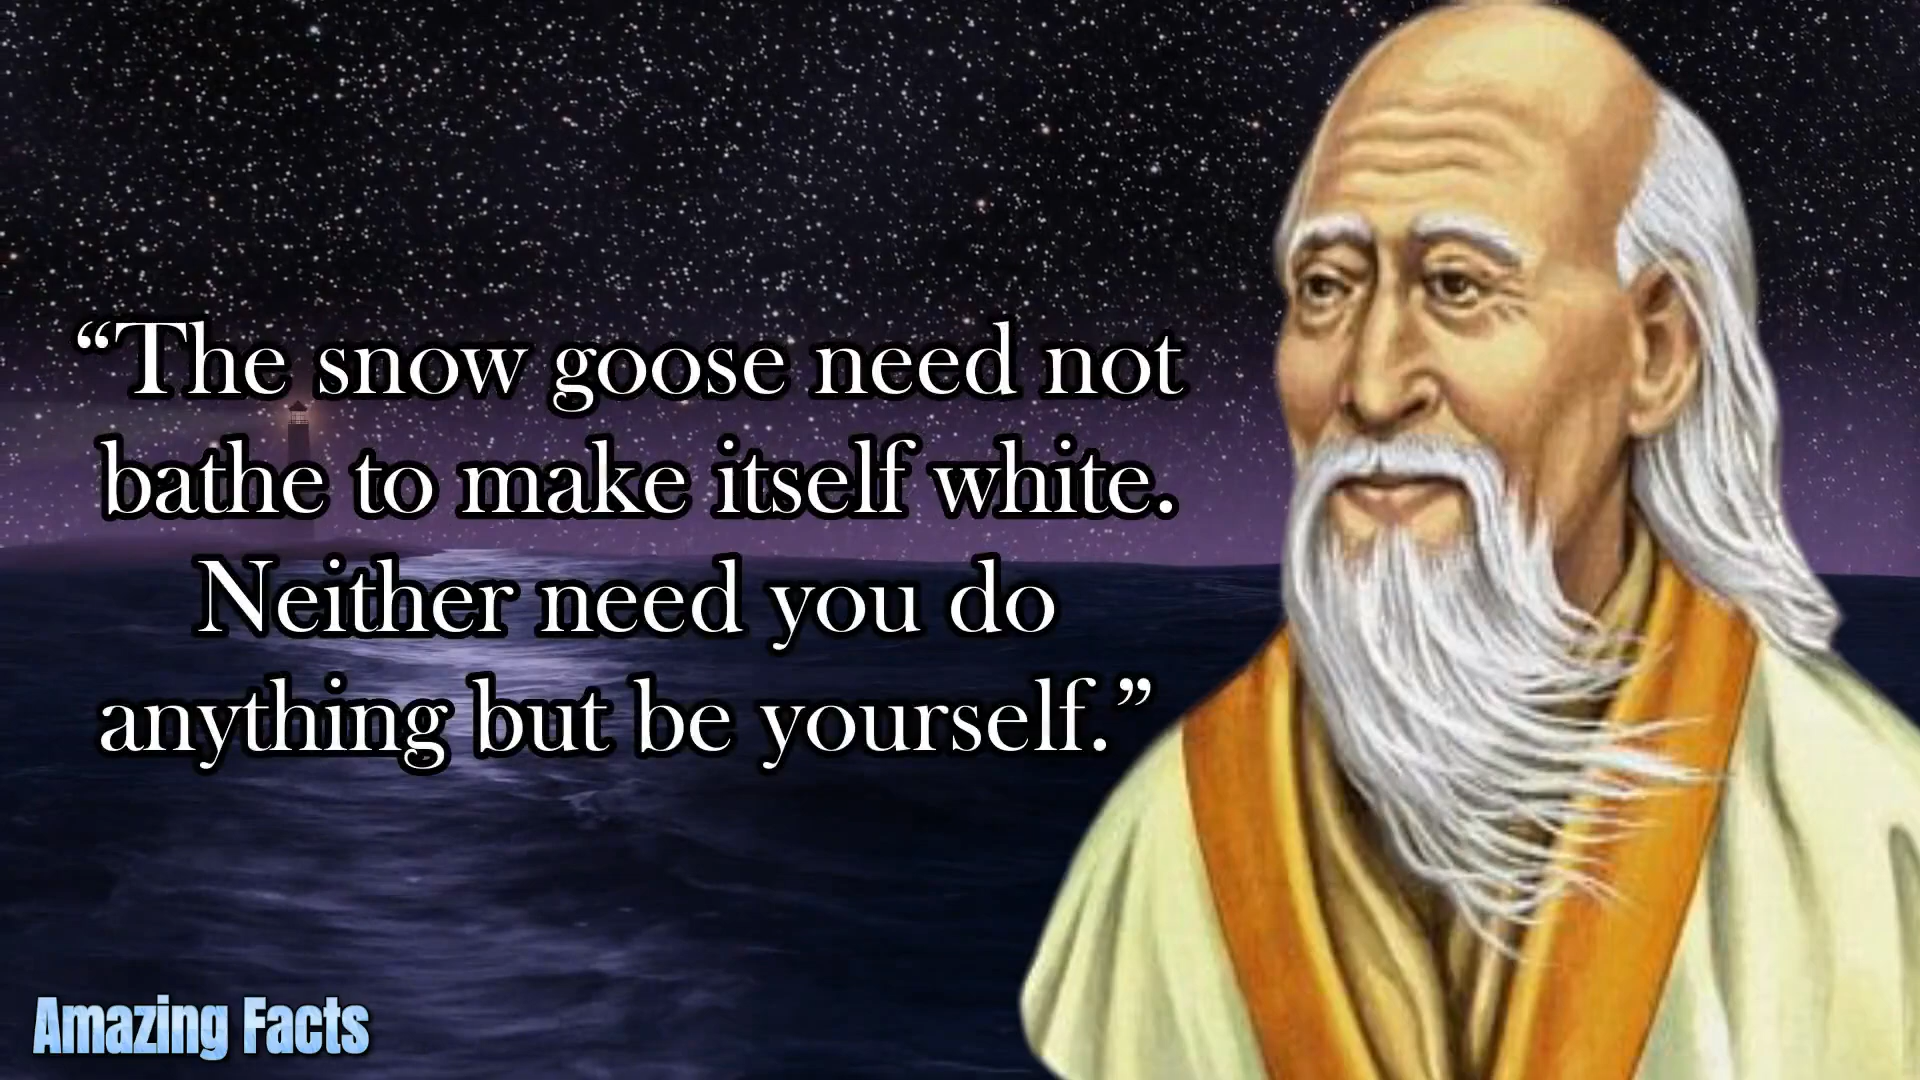 “The snow goose need not
bathe to make itself white.
Neither need you do
anything but be yourself.”
Amazing Facts